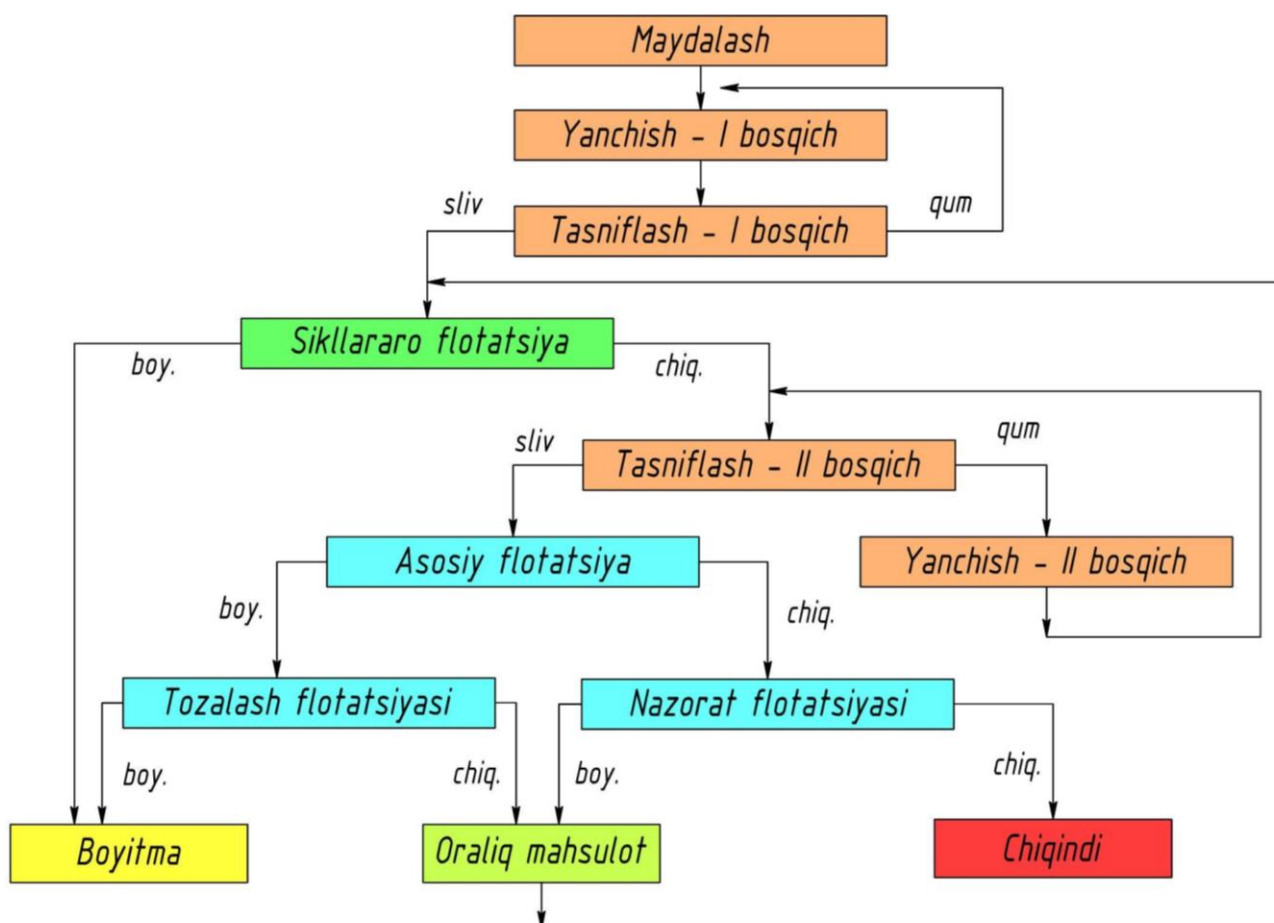 Maydalash
Yanchish - I bosqich
sliv
qum
Tasniflash - I bosqich
Sikllararo flotatsiya
boy.
chiq.
sliv
qum
Tasniflash - II bosqich
Asosiy flotatsiya
Yanchish - II bosqich
boy.
chiq.
Tozalash flotatsiyasi
Nazorat flotatsiyasi
boy.
chiq.
boy.
chiq.
Boyitma
Oraliq mahsulot
Chiqindi